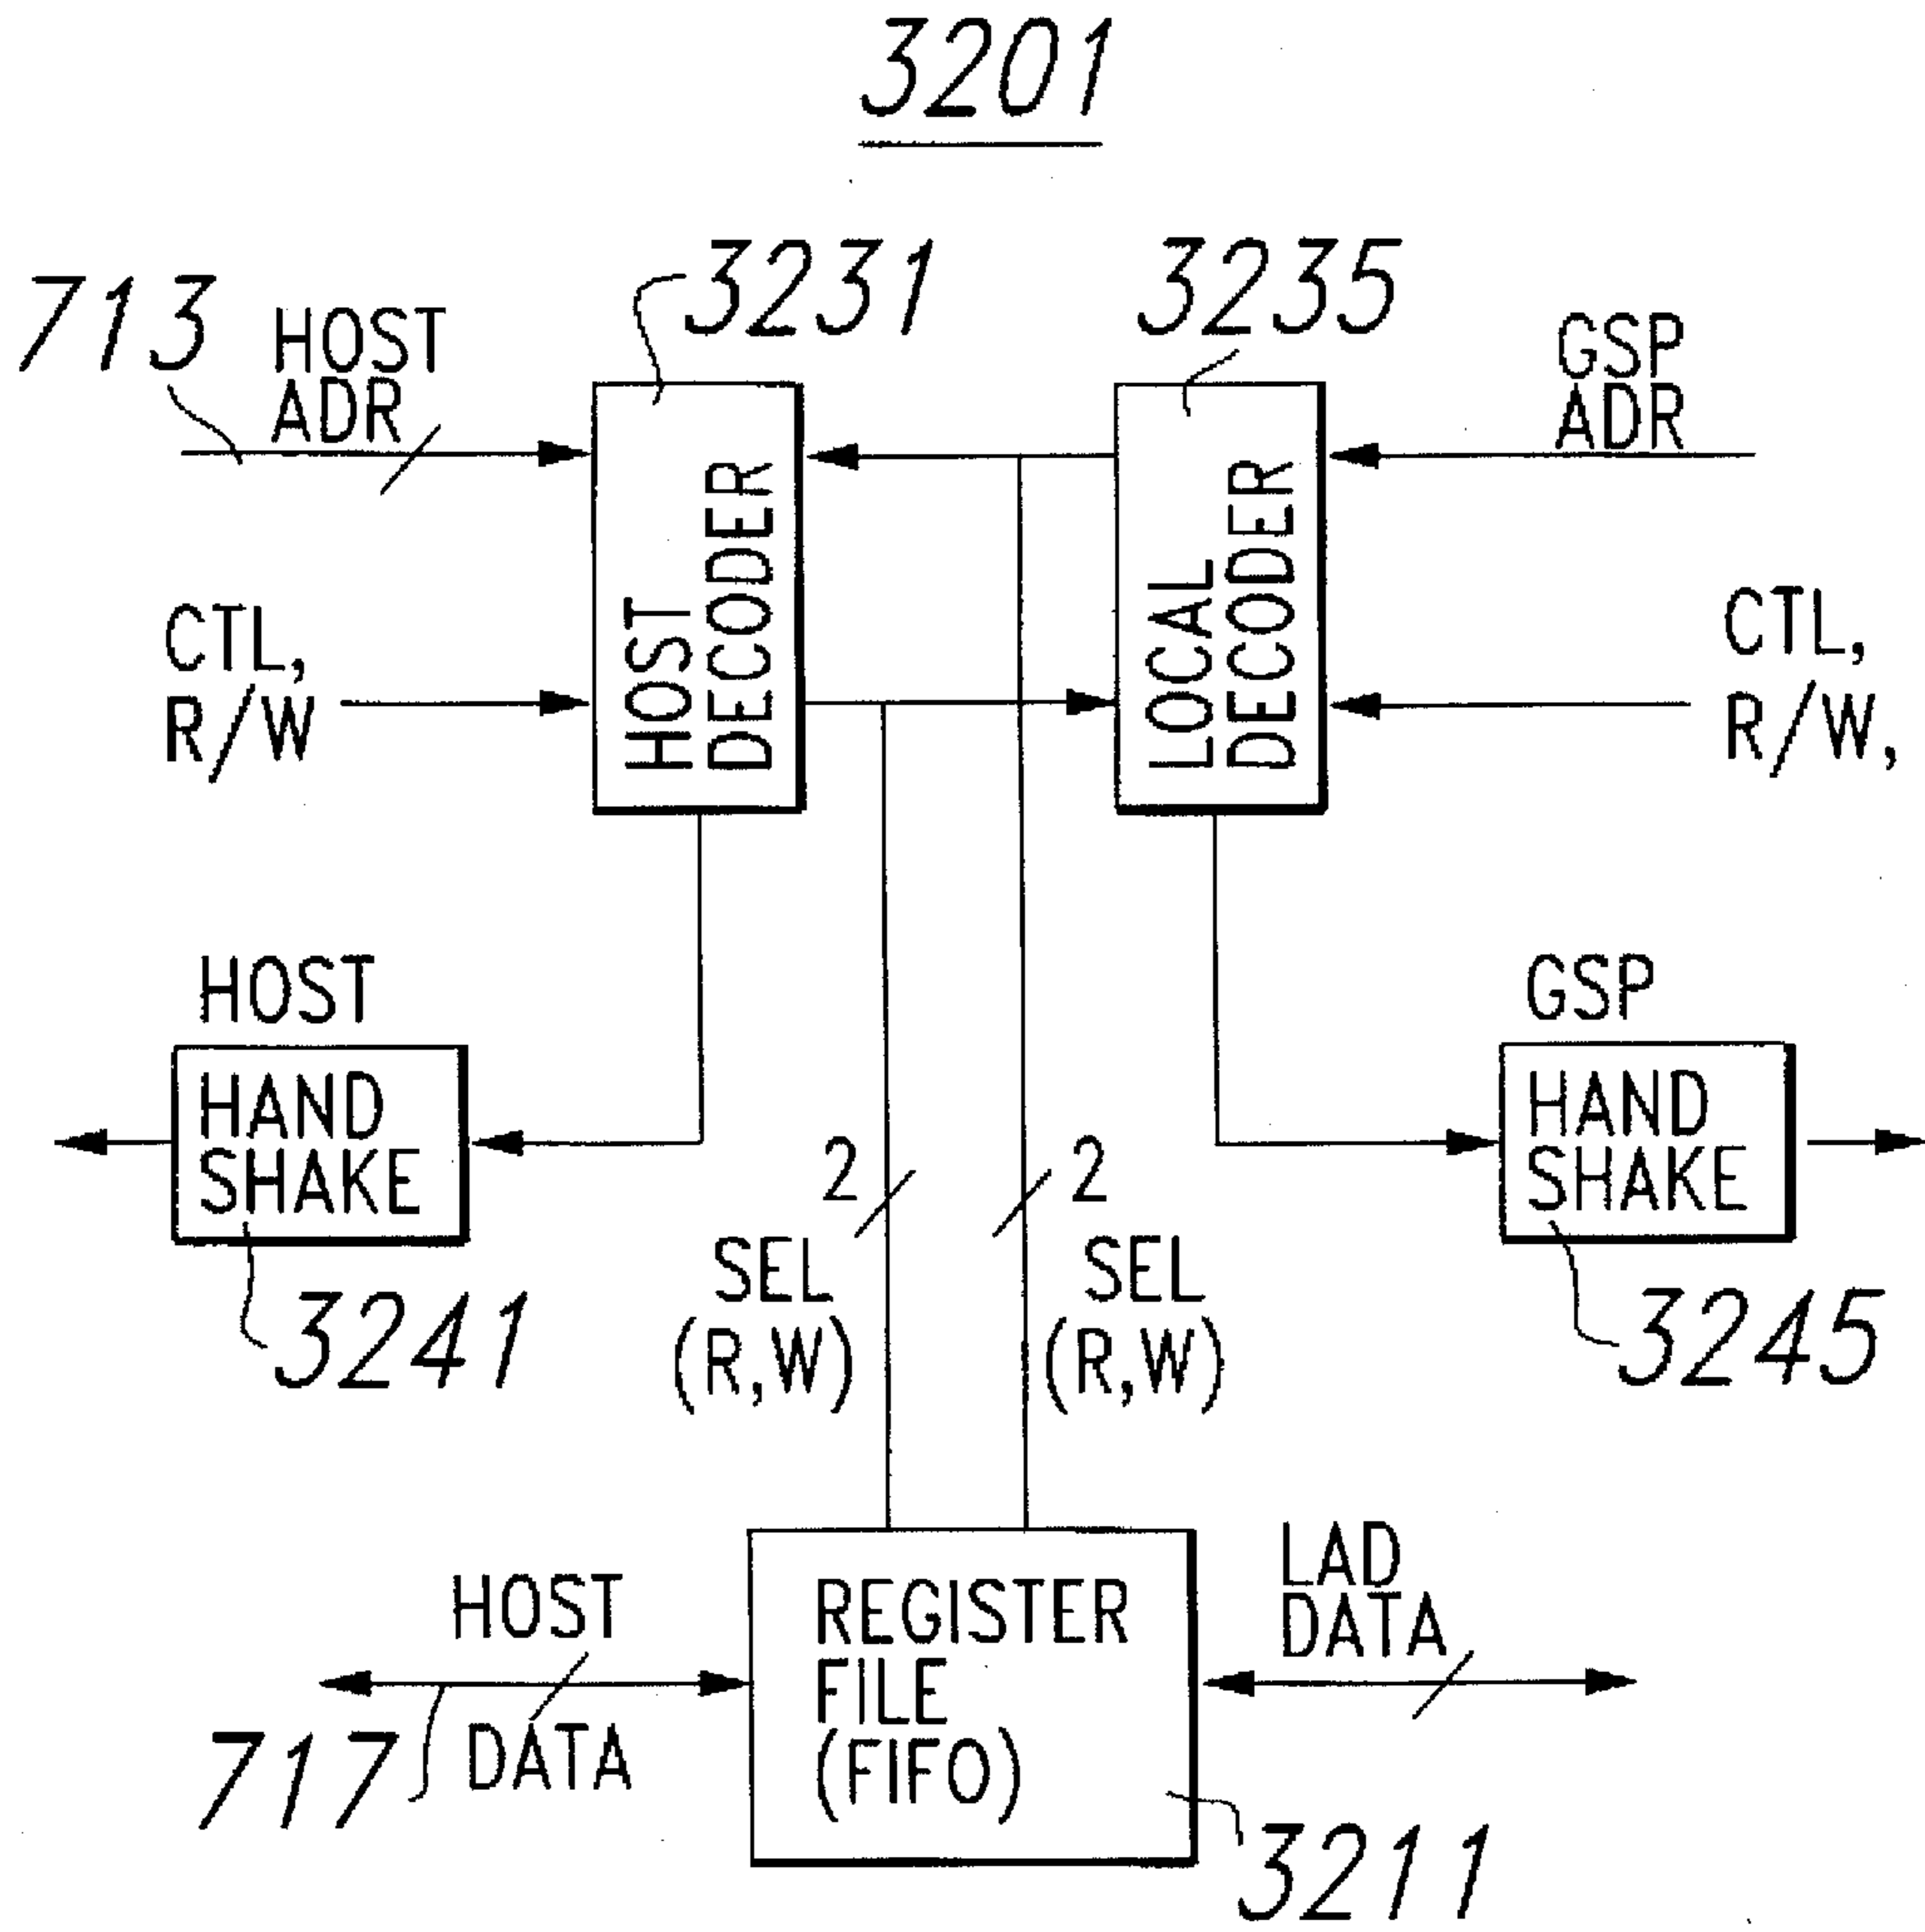 3201
713
HOST
ADR
3231
3235
GSP
ADR
CTL,
R/W
HOST
DECODER
LOCAL
DECODER
CTL,
R/W,
HOST
HAND
SHAKE
3241
2
SEL
(R,W)
2
SEL
(R,W)
GSP
HAND
SHAKE
3245
HOST
DATA
717
REGISTER
FILE
(FIFO)
LAD
DATA
3211